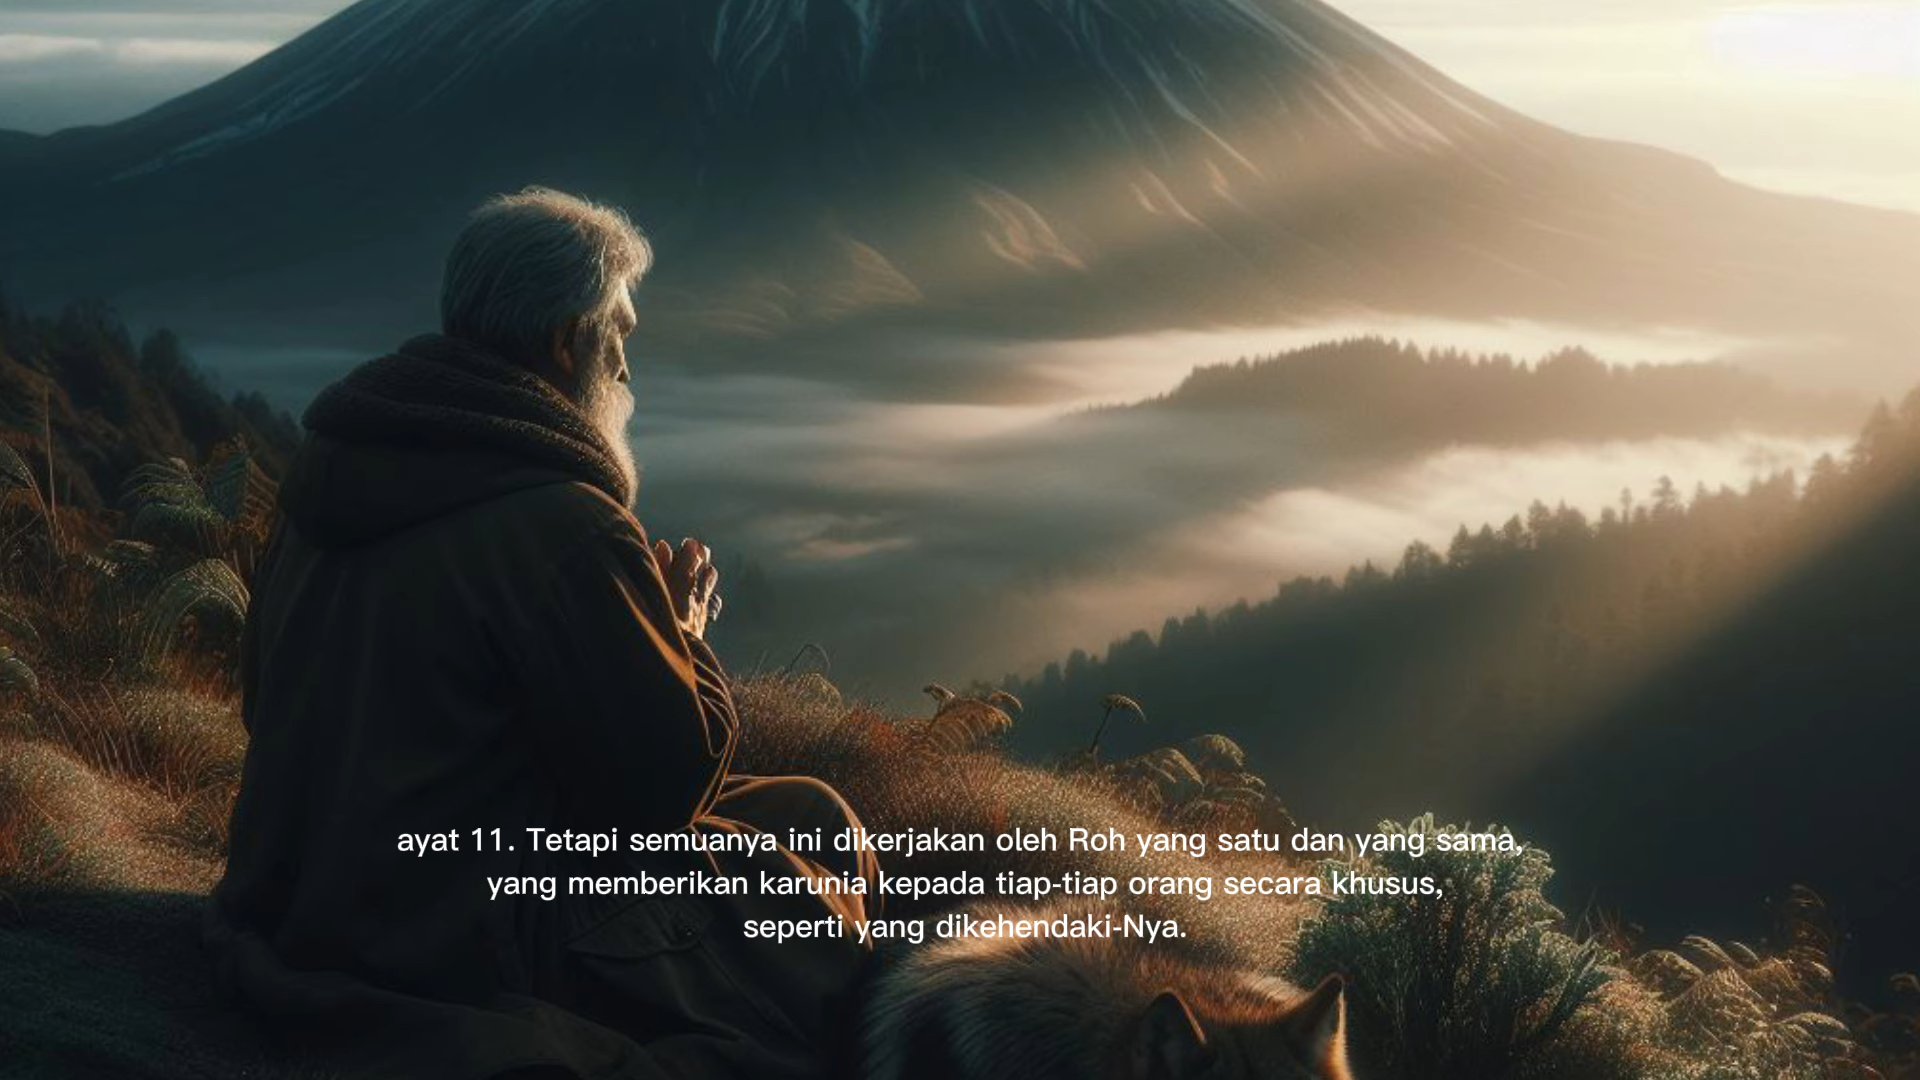 ayat 11. Tetapi semuanya ini dikerjakan oleh Roh yang satu dan yang sama,
yang memberikan karunia kepada tiap-tiap orang secara khusus,
seperti yang dikehendaki-Nya.